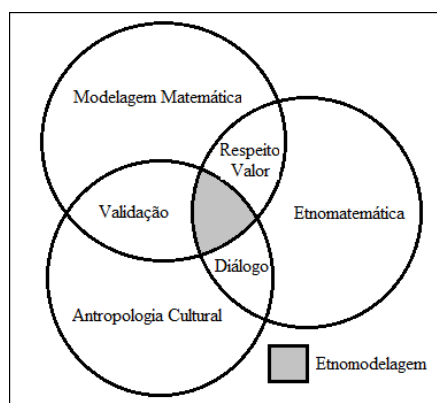 Modelagem Matemática
Respeito
Valor
Validação
Etnomatemática
Diálogo
Antropologia Cultural
Etnomodelagem